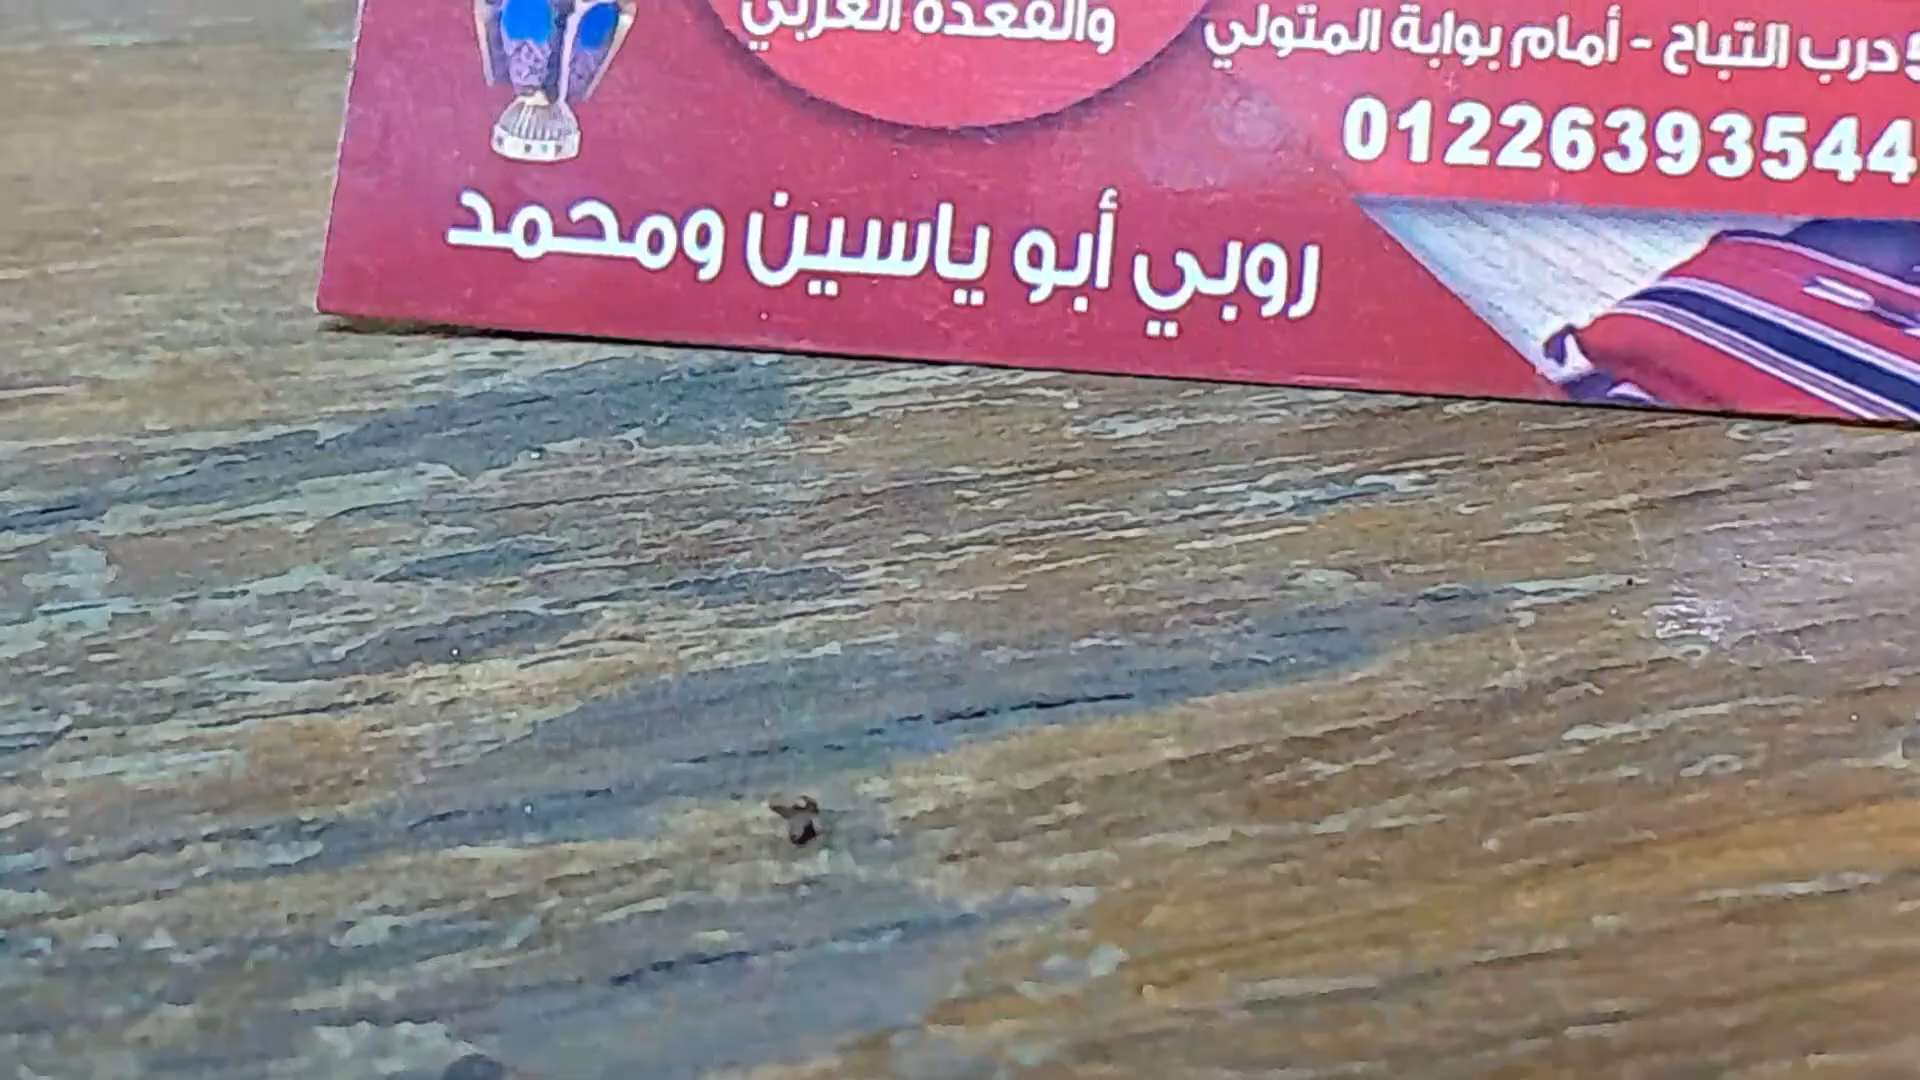 والقعدة العربي
درب التباح - أمام بوابة المتولي
01226393544
روبي أبو ياسين ومحمد